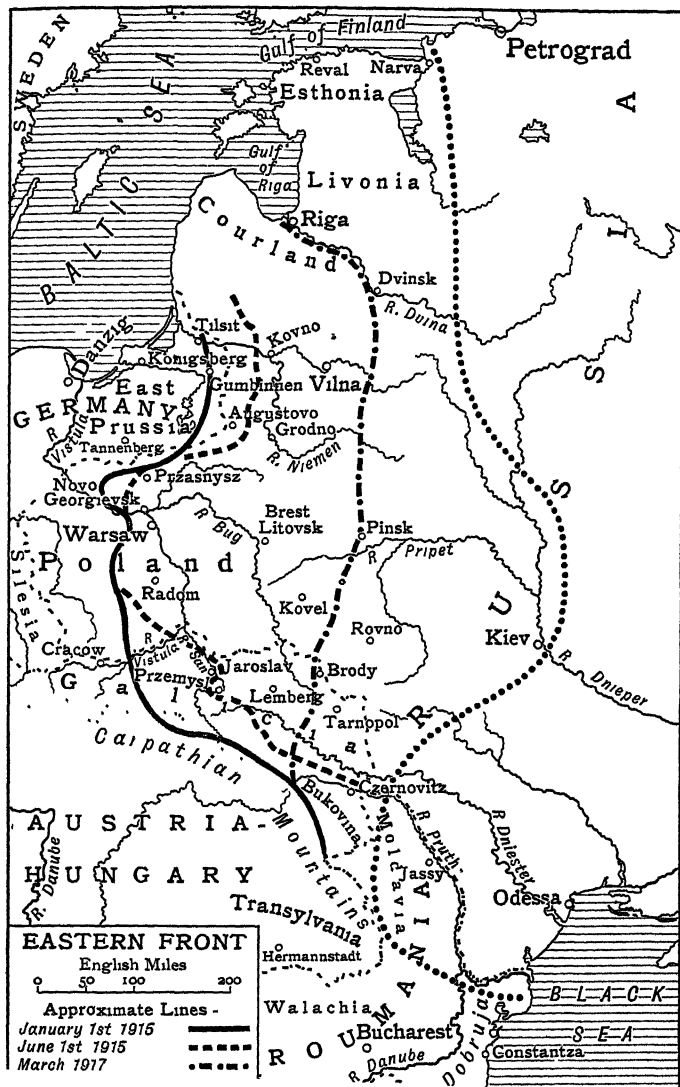 SWEDEN
Gulf of Finland
Petrograd
Reval
Narva
Esthonia
BALTIC SEA
Gulf of Riga
Livonia
Riga
Courland
Dvinsk
R. Duina
Tilsit
Kovno
Danzig
Königsberg
Gumbinnen
Vilna
East Prussia
GERMANY
Augustovo
Grodno
R. Niemen
R Vistula
Tannenberg
Przasnysz
Novo Georgievsk
Warsaw
R Bug
Brest Litovsk
Pinsk
R Pripet
Poland
Silesia
Radom
Kovel
Rovno
RUSSIA
Kiev
R Dnieper
Cracow
R Vistula
R San
Jaroslav
Przemysl
Brody
Lemberg
Galicia
Tarnopol
Carpathian Mountains
Czernovitz
Bukovina
AUSTRIA-
HUNGARY
R. Danube
Moldavia
R Pruth
R Dniester
Jassy
Odessa
Transylvania
Hermannstadt
Walachia
ROUMANIA
Bucharest
R Danube
Dobruja
Constantza
BLACK
SEA
EASTERN FRONT
English Miles
0 50 100 200
Approximate Lines -
January 1st 1915
June 1st 1915
March 1917